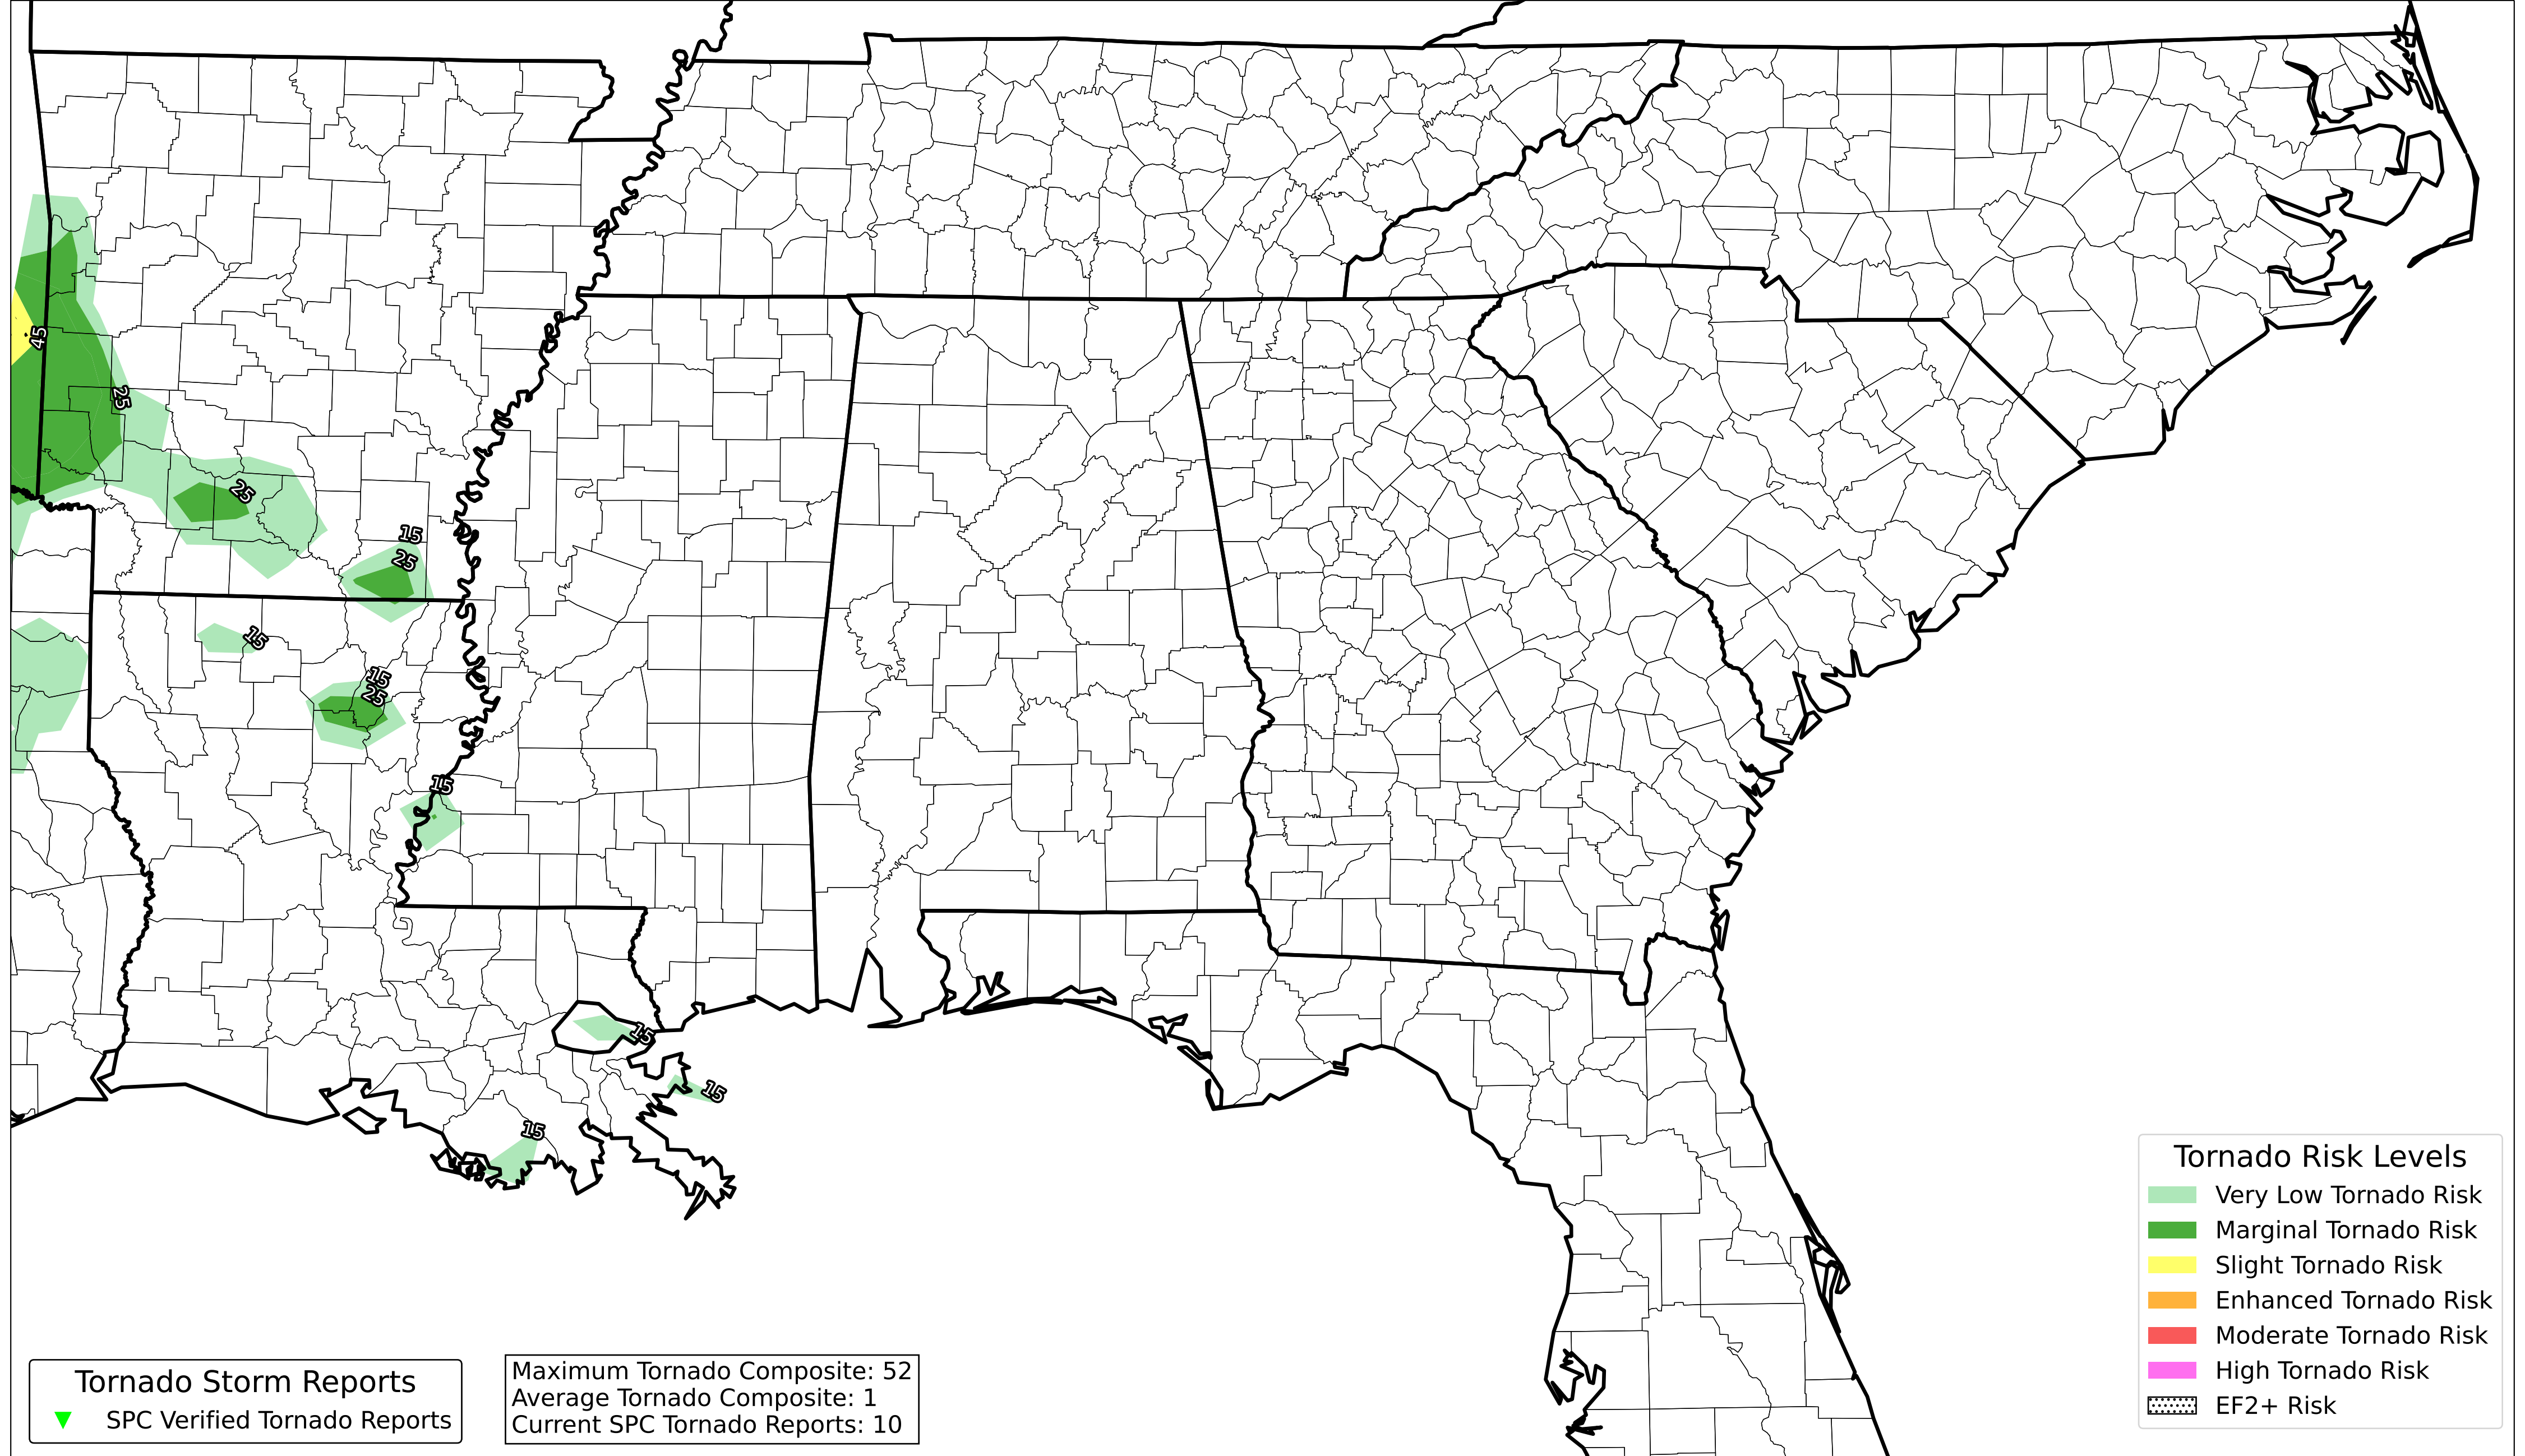 45
25
25
15
25
15
15
25
15
15
15
15
Tornado Risk Levels
Very Low Tornado Risk
Marginal Tornado Risk
Slight Tornado Risk
Enhanced Tornado Risk
Moderate Tornado Risk
High Tornado Risk
EF2+ Risk
Tornado Storm Reports
SPC Verified Tornado Reports
Maximum Tornado Composite: 52
Average Tornado Composite: 1
Current SPC Tornado Reports: 10